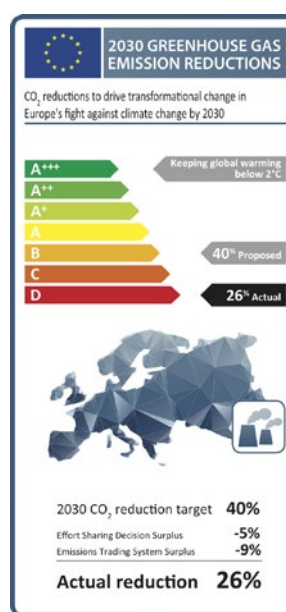 2030 GREENHOUSE GAS
EMISSION REDUCTIONS
CO₂ reductions to drive transformational change in
Europe's fight against climate change by 2030
A+++
Keeping global warming
below 2°C
A++
A+
A
B
40% Proposed
C
D
26% Actual
2030 CO₂ reduction target 40%
Effort Sharing Decision Surplus -5%
Emissions Trading System Surplus -9%
Actual reduction 26%